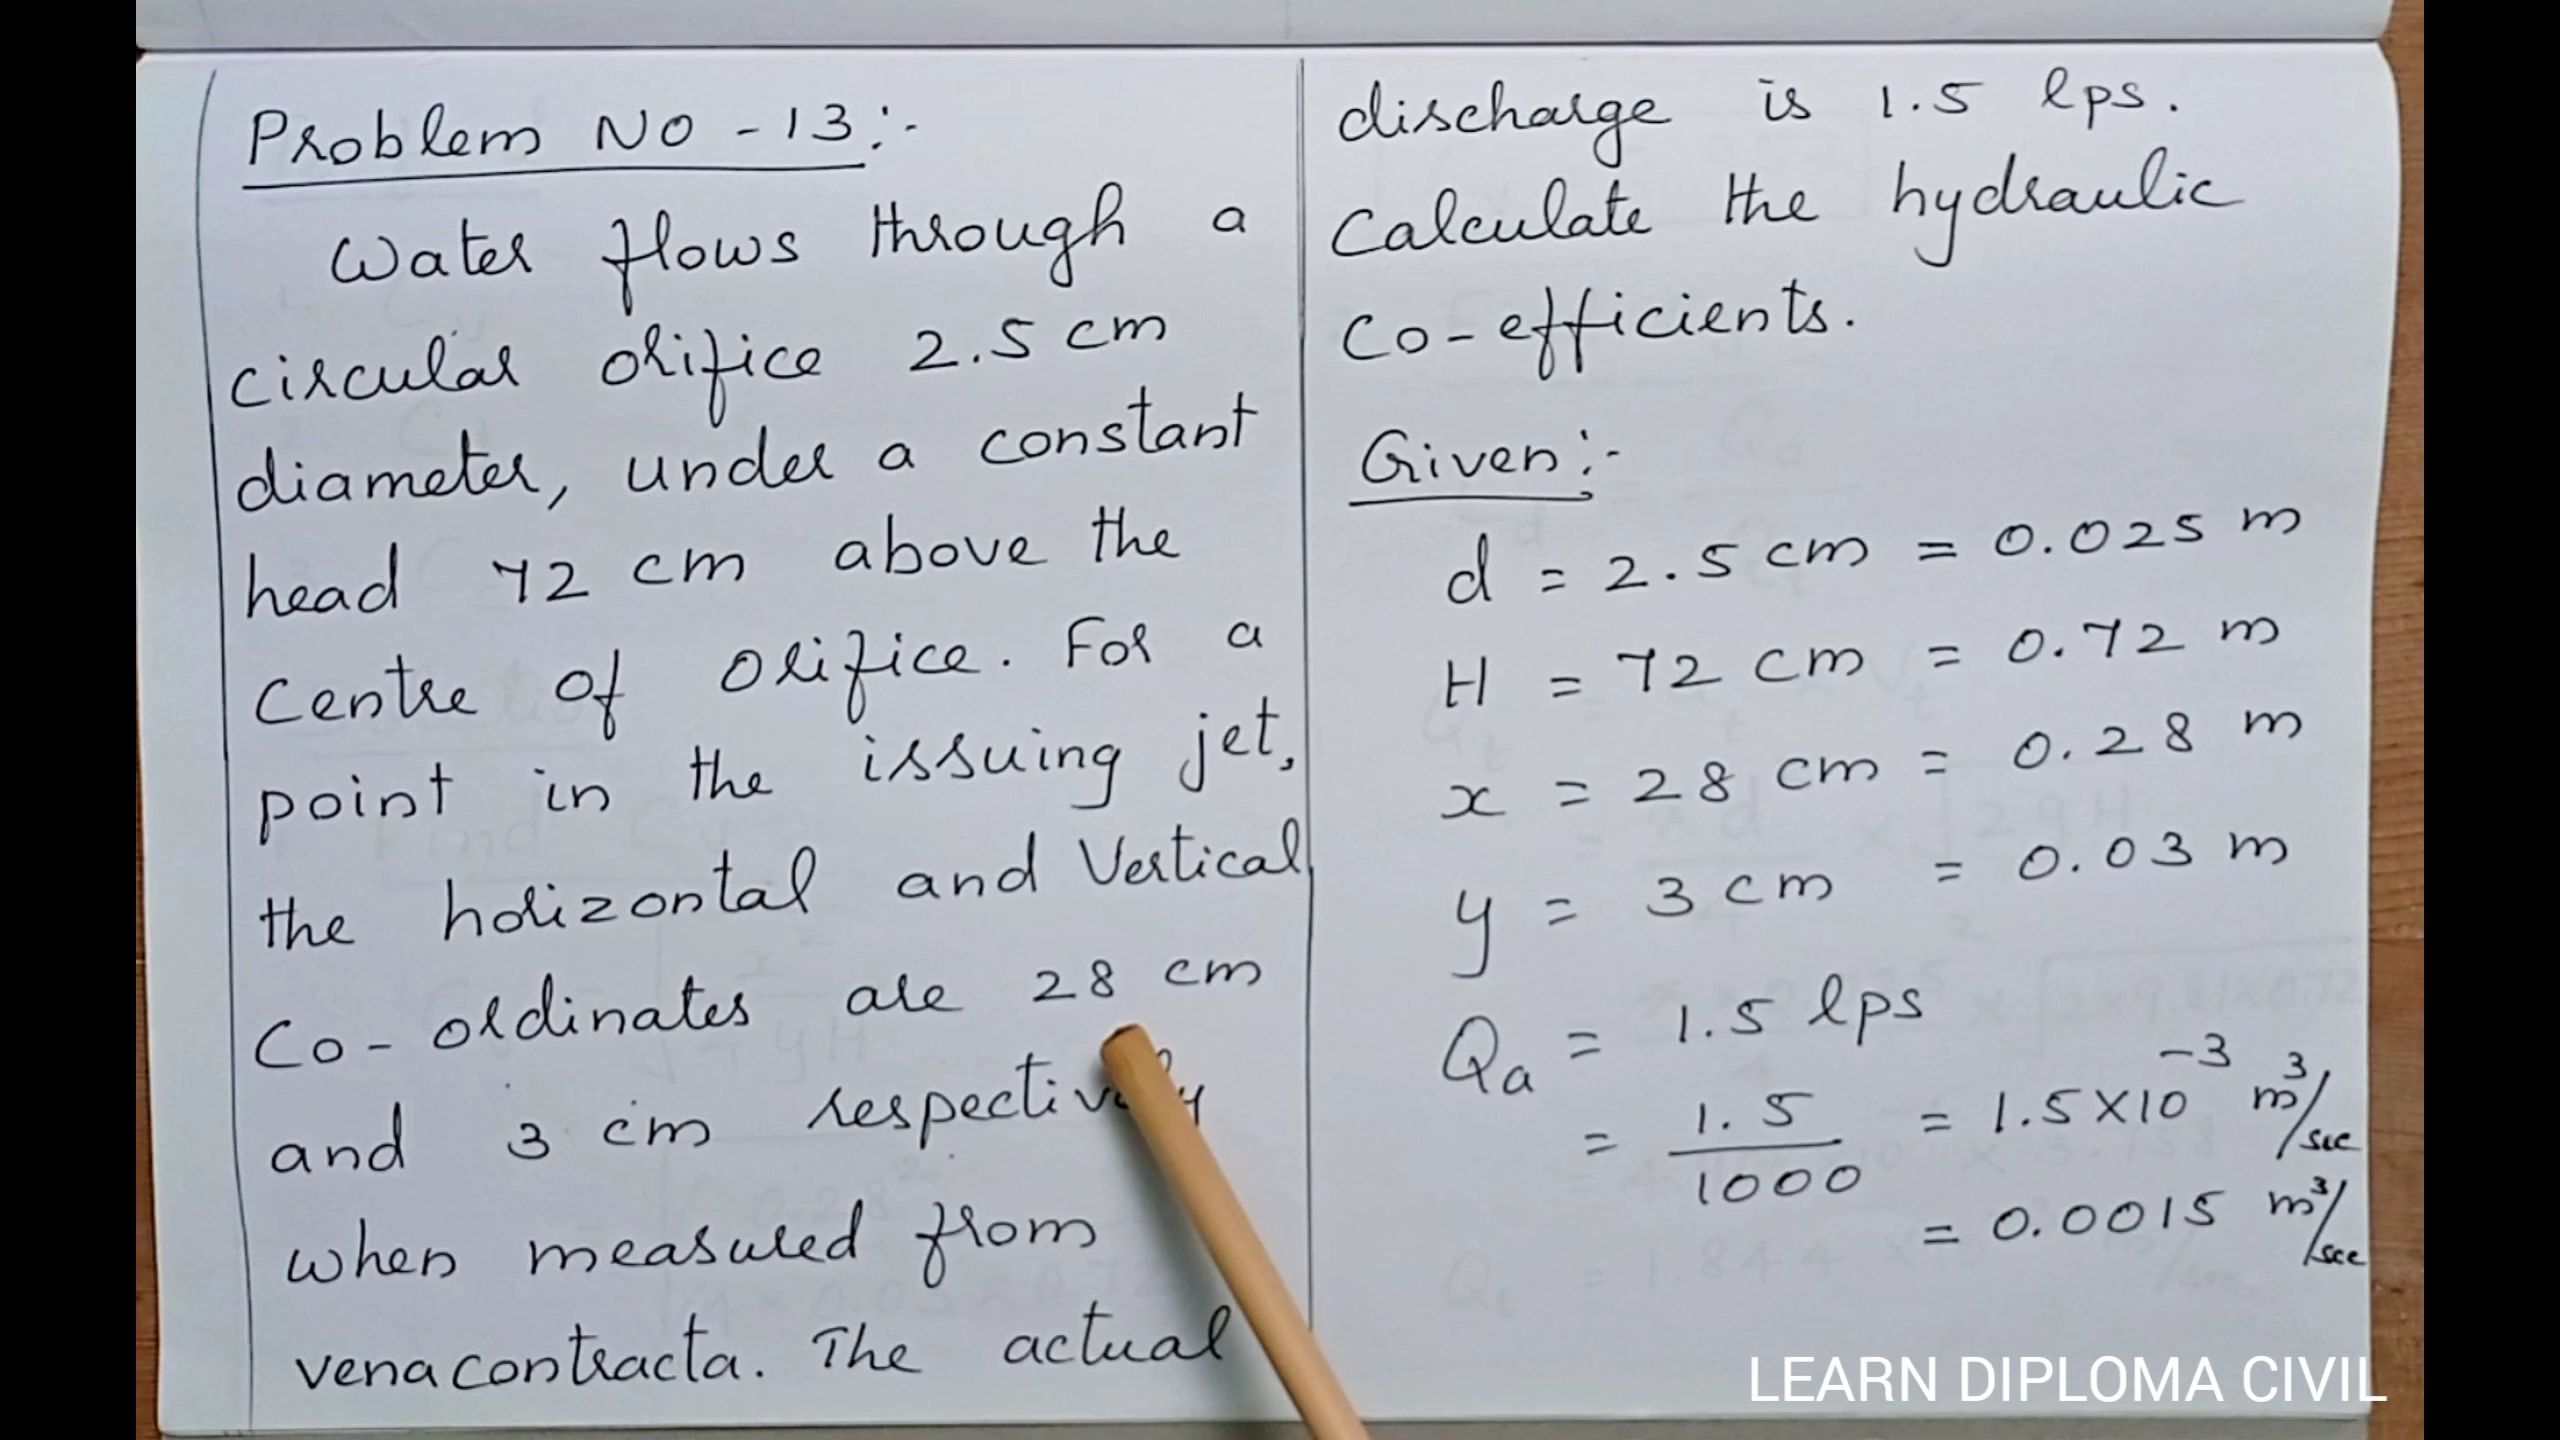 Problem No - 13:-
Water flows through a
circular orifice 2.5 cm
diameter, under a constant
head 72 cm above the
Centre of orifice. For a
point in the issuing jet,
the horizontal and Vertical
Co-ordinates are 28 cm
and 3 cm respectively
when measured from
venacontracta. The actual
discharge is 1.5 lps.
Calculate the hydraulic
Co-efficients.
Given:-
d = 2.5 cm = 0.025 m
H = 72 cm = 0.72 m
x = 28 cm = 0.28 m
y = 3 cm = 0.03 m
Qa = 1.5 lps
= 1.5/1000 = 1.5 X 10⁻³ m³/sec
= 0.0015 m³/sec
LEARN DIPLOMA CIVIL